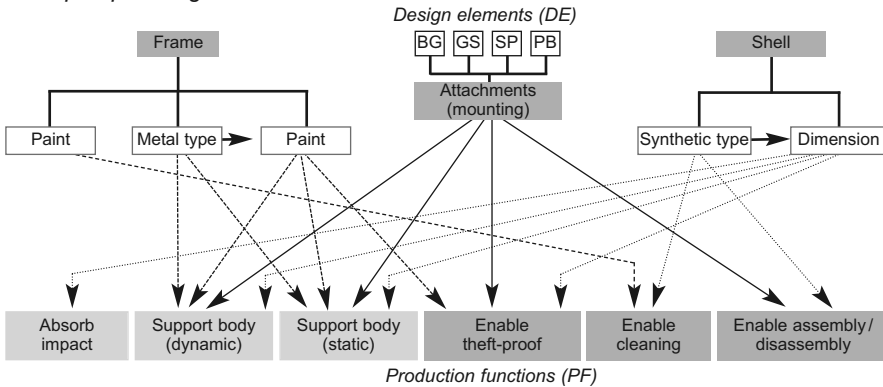 Design elements (DE)
Frame
BG GS SP PB
Shell
Attachments
(mounting)
Paint
Metal type
Paint
Synthetic type
Dimension
Absorb
impact
Support body
(dynamic)
Support body
(static)
Enable
theft-proof
Enable
cleaning
Enable assembly/
disassembly
Production functions (PF)